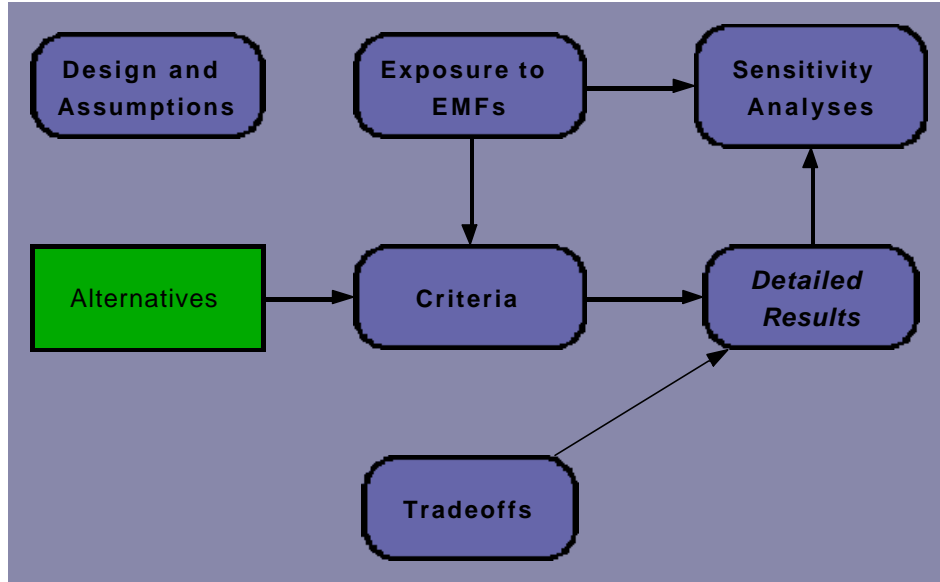 Design and
Assumptions
Exposure to
EMFs
Sensitivity
Analyses
Alternatives
Criteria
Detailed
Results
Tradeoffs